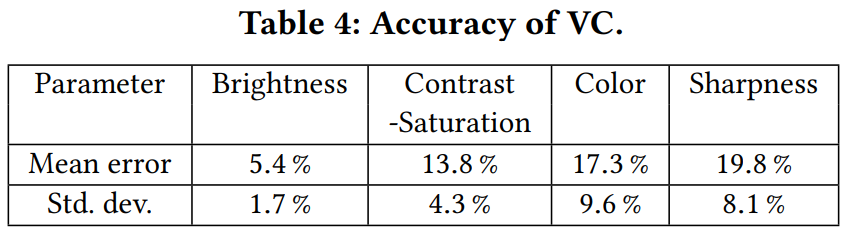 Table 4: Accuracy of VC.
Parameter Brightness Contrast Color Sharpness
-Saturation
Mean error 5.4 % 13.8 % 17.3 % 19.8 %
Std. dev. 1.7 % 4.3 % 9.6 % 8.1 %